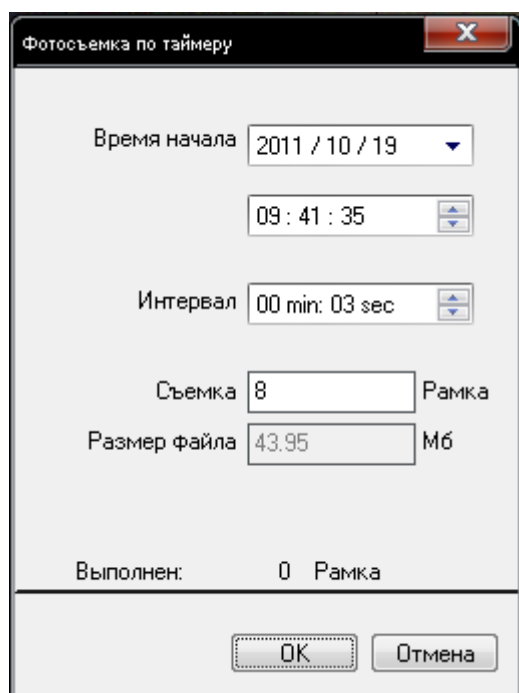 Фотосъемка по таймеру
Время начала 2011 / 10 / 19
09 : 41 : 35
Интервал 00 min: 03 sec
Съемка 8 Рамка
Размер файла 43.95 Мб
Выполнен: 0 Рамка
OK Отмена